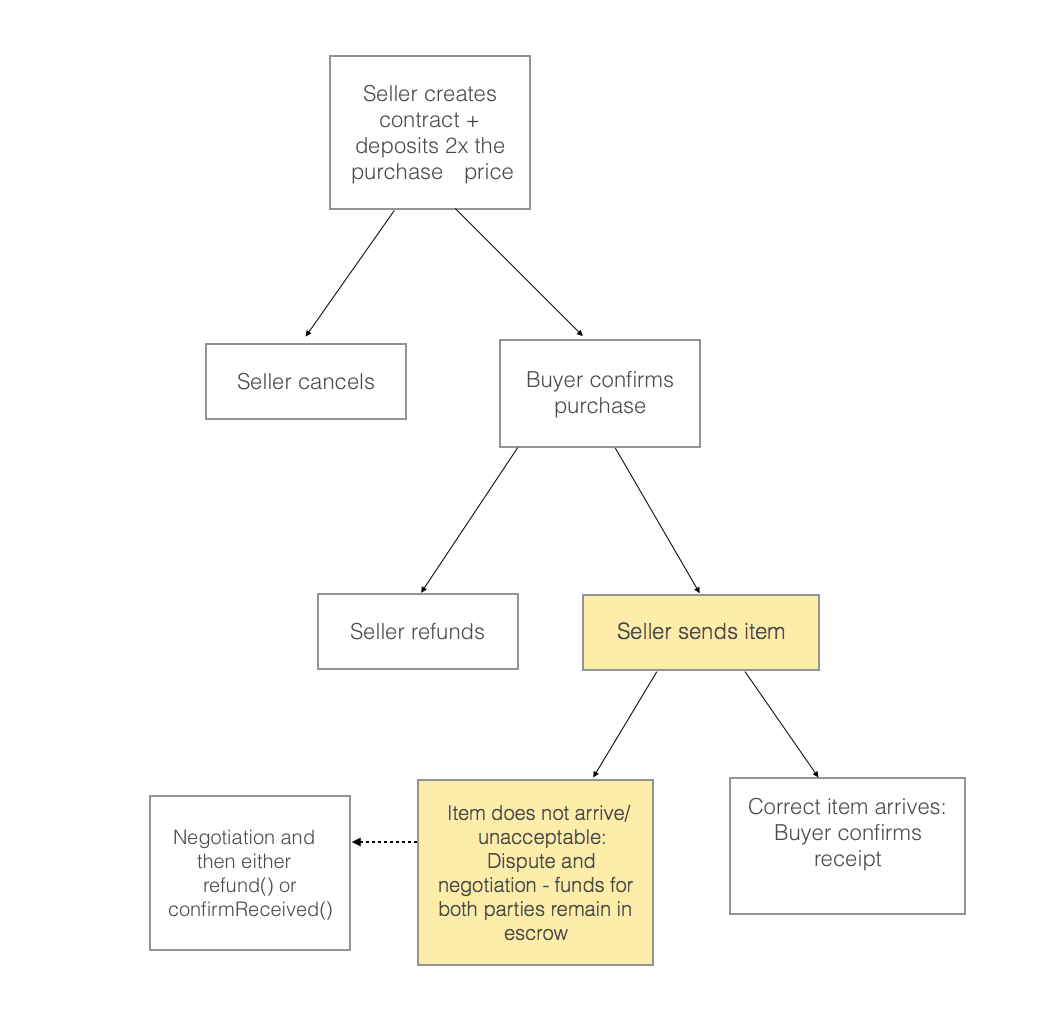 Seller creates
contract +
deposits 2x the
purchase price
Seller cancels
Buyer confirms
purchase
Seller refunds
Seller sends item
Negotiation and
then either
refund() or
confirmReceived()
Item does not arrive/
unacceptable:
Dispute and
negotiation - funds for
both parties remain in
escrow
Correct item arrives:
Buyer confirms
receipt